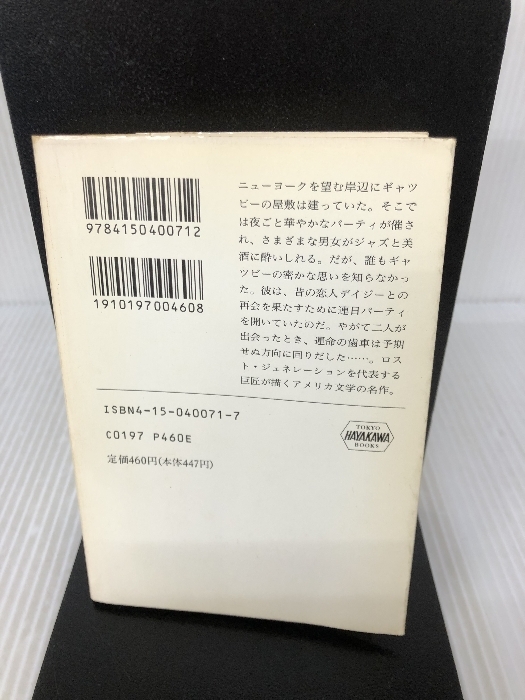 ニューヨークを望む岸辺にギャツ
ビーの屋敷は建っていた。そこで
は夜ごと華やかなパーティが催さ
れ、さまざまな男女がジャズと美
酒に酔いしれる。だが、誰もギャ
ツビーの密かな思いを知らなかっ
た。彼は、昔の恋人デイジーとの
再会を果たすために連日パーティ
を開いていたのだ。やがて二人が
出会ったとき、運命の歯車は予期
せぬ方向に回りだした……。ロス
ト・ジェネレーションを代表する
巨匠が描くアメリカ文学の名作。
9784150400712
1910197004608
ISBN4-15-040071-7
C0197 P460E
定価460円(本体447円)
TOKYO
HAYAKAWA
BOOKS